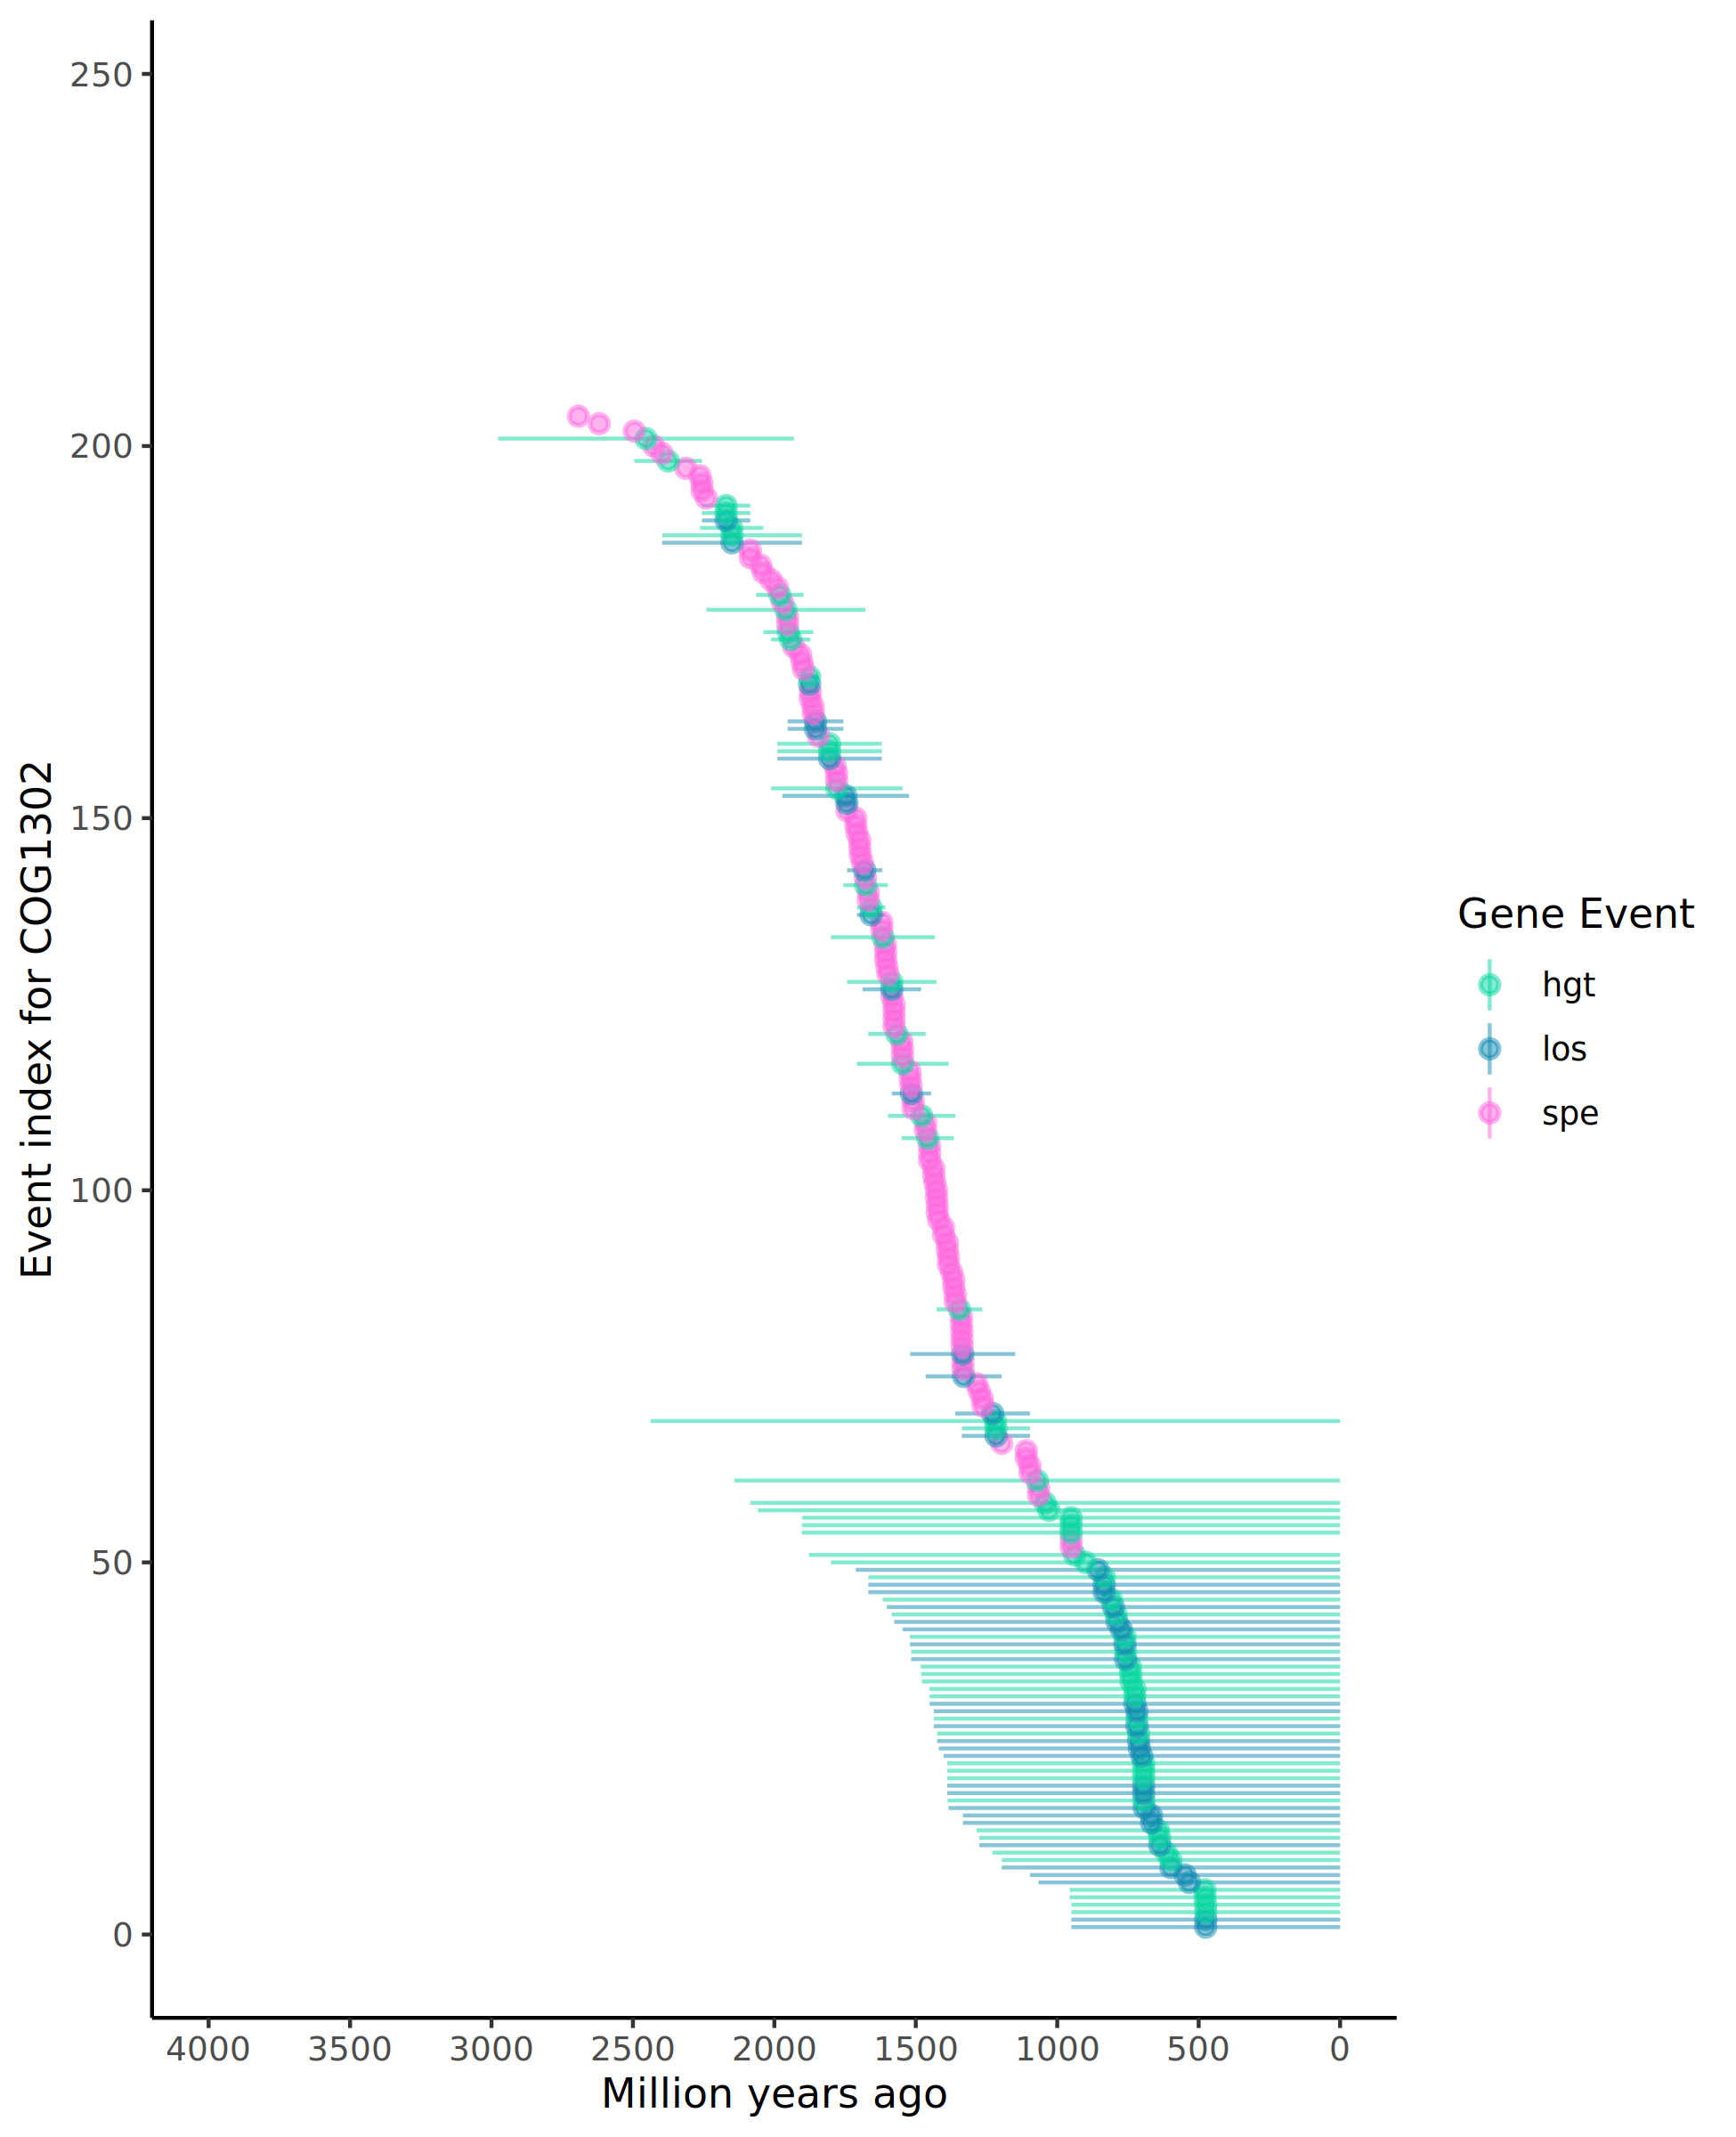 250
200
150
100
50
0
Event index for COG1302
4000 3500 3000 2500 2000 1500 1000 500 0
Million years ago
Gene Event
hgt
los
spe